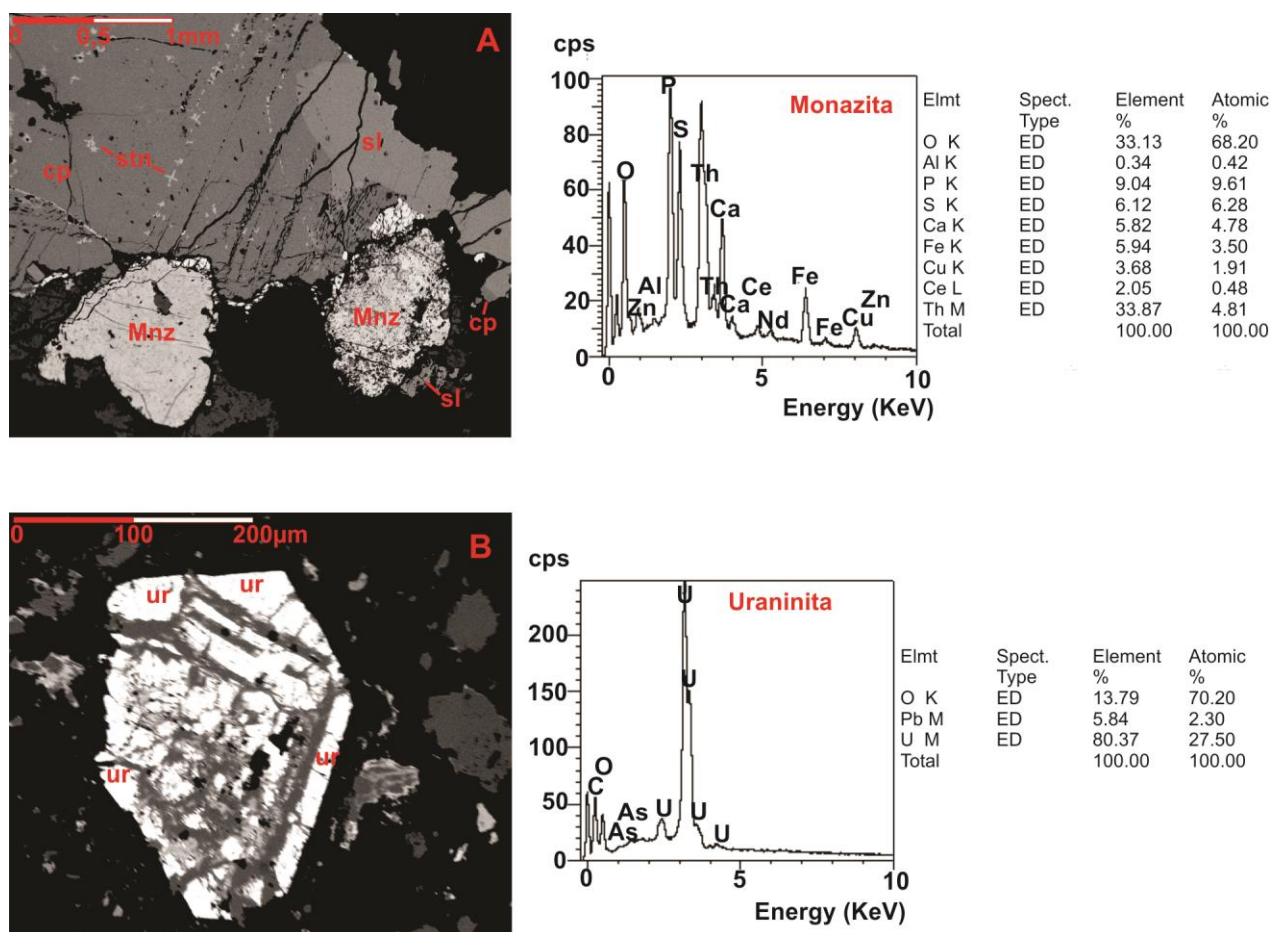 0 0,5 1mm
A
cp
stn
sl
Mnz
Mnz
cp
sl
cps
100
80
60
40
20
0
P
S
O
Th
Ca
Al
Zn
Th
Ca
Ce
Nd
Fe
Fe
Cu
Zn
Monazita
0 5 10
Energy (KeV)
Elmt Spect. Element Atomic
Type % %
O K ED 33.13 68.20
Al K ED 0.34 0.42
P K ED 9.04 9.61
S K ED 6.12 6.28
Ca K ED 5.82 4.78
Fe K ED 5.94 3.50
Cu K ED 3.68 1.91
Ce L ED 2.05 0.48
Th M ED 33.87 4.81
Total 100.00 100.00
0 100 200µm
B
ur
ur
ur
ur
cps
200
150
100
50
0
U
U
O
C
As
As
U
U
U
Uraninita
0 5 10
Energy (KeV)
Elmt Spect. Element Atomic
Type % %
O K ED 13.79 70.20
Pb M ED 5.84 2.30
U M ED 80.37 27.50
Total 100.00 100.00